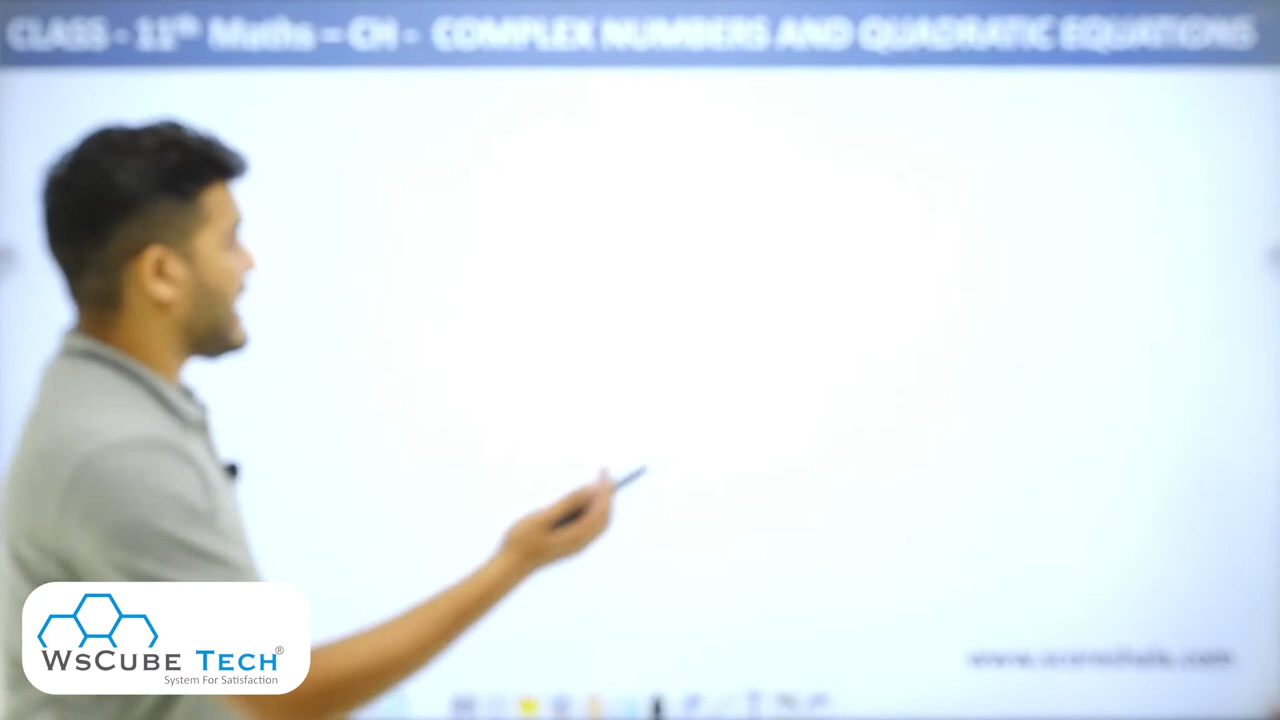 CLASS - 11th Maths – CH - COMPLEX NUMBERS AND QUADRATIC EQUATIONS
WsCube Tech®
System For Satisfaction